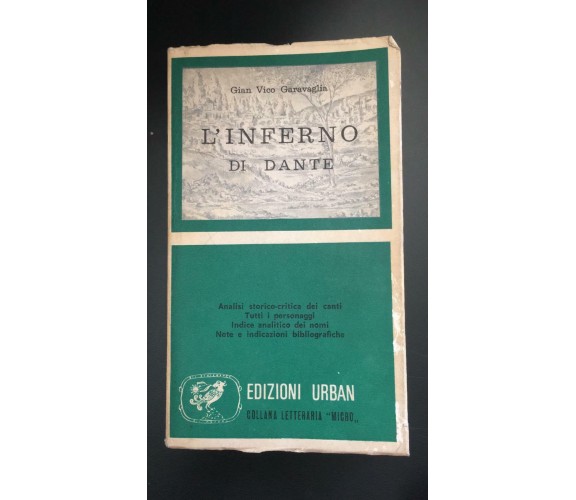 Gian Vico Garavaglia
L'INFERNO
DI DANTE
Analisi storico-critica dei canti
Tutti i personaggi
Indice analitico dei nomi
Note e indicazioni bibliografiche
EDIZIONI URBAN
COLLANA LETTERARIA "MICRO„